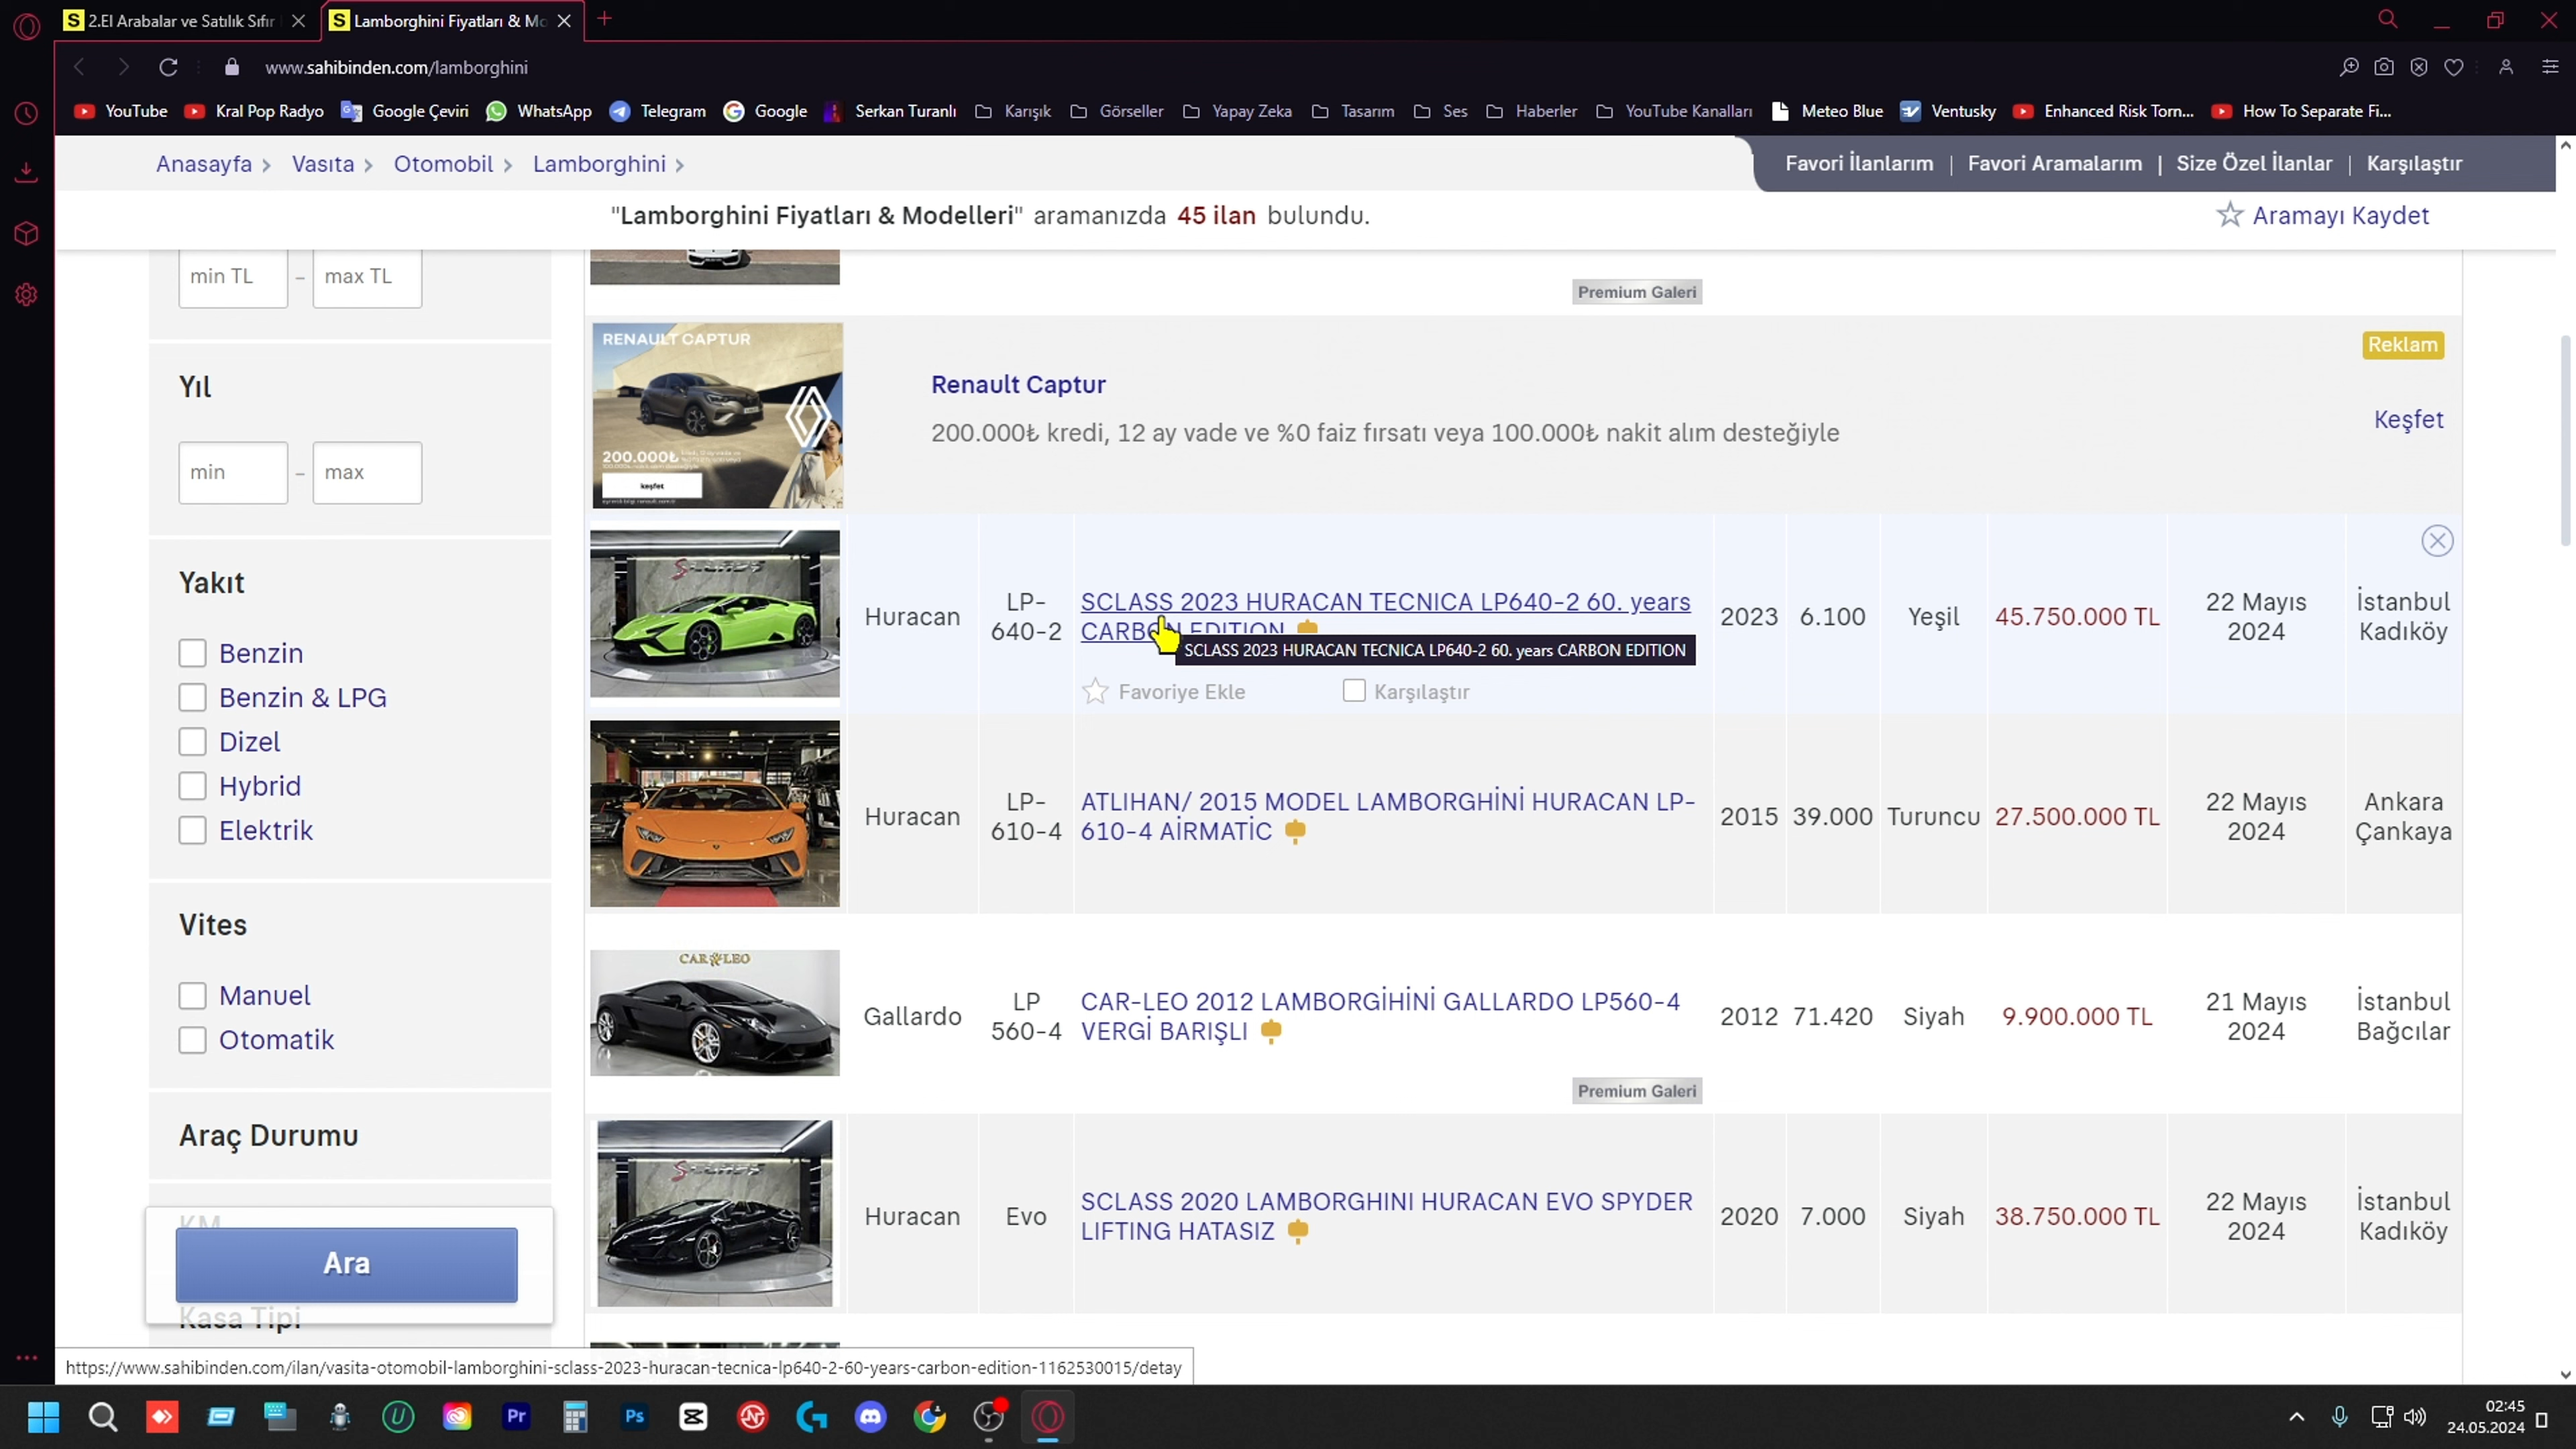 2.El Arabalar ve Satılık Sıfır
Lamborghini Fiyatları & Mo
www.sahibinden.com/lamborghini
YouTube Kral Pop Radyo Google Çeviri WhatsApp Telegram Google Serkan Turanlı Karışık Görseller Yapay Zeka Tasarım Ses Haberler YouTube Kanalları Meteo Blue Ventusky Enhanced Risk Torn... How To Separate Fi...
Anasayfa > Vasıta > Otomobil > Lamborghini >
Favori İlanlarım | Favori Aramalarım | Size Özel İlanlar | Karşılaştır
"Lamborghini Fiyatları & Modelleri" aramanızda 45 ilan bulundu.
Aramayı Kaydet
min TL – max TL
Yıl
min – max
Yakıt
Benzin
Benzin & LPG
Dizel
Hybrid
Elektrik
Vites
Manuel
Otomatik
Araç Durumu
KM
Ara
Kasa Tipi
Premium Galeri
RENAULT CAPTUR
200.000₺
keşfet
Renault Captur
200.000₺ kredi, 12 ay vade ve %0 faiz fırsatı veya 100.000₺ nakit alım desteğiyle
Reklam
Keşfet
Huracan
LP-
640-2
SCLASS 2023 HURACAN TECNICA LP640-2 60. years
CARBON EDITION
SCLASS 2023 HURACAN TECNICA LP640-2 60. years CARBON EDITION
Favoriye Ekle Karşılaştır
2023 6.100 Yeşil 45.750.000 TL
22 Mayıs
2024
İstanbul
Kadıköy
Huracan
LP-
610-4
ATLIHAN/ 2015 MODEL LAMBORGHİNİ HURACAN LP-
610-4 AİRMATİC
2015 39.000 Turuncu 27.500.000 TL
22 Mayıs
2024
Ankara
Çankaya
CAR LEO
Gallardo
LP
560-4
CAR-LEO 2012 LAMBORGİHİNİ GALLARDO LP560-4
VERGİ BARIŞLI
Premium Galeri
2012 71.420 Siyah 9.900.000 TL
21 Mayıs
2024
İstanbul
Bağcılar
Huracan
Evo
SCLASS 2020 LAMBORGHINI HURACAN EVO SPYDER
LIFTING HATASIZ
2020 7.000 Siyah 38.750.000 TL
22 Mayıs
2024
İstanbul
Kadıköy
https://www.sahibinden.com/ilan/vasita-otomobil-lamborghini-sclass-2023-huracan-tecnica-lp640-2-60-years-carbon-edition-1162530015/detay
Pr
Ps
02:45
24.05.2024